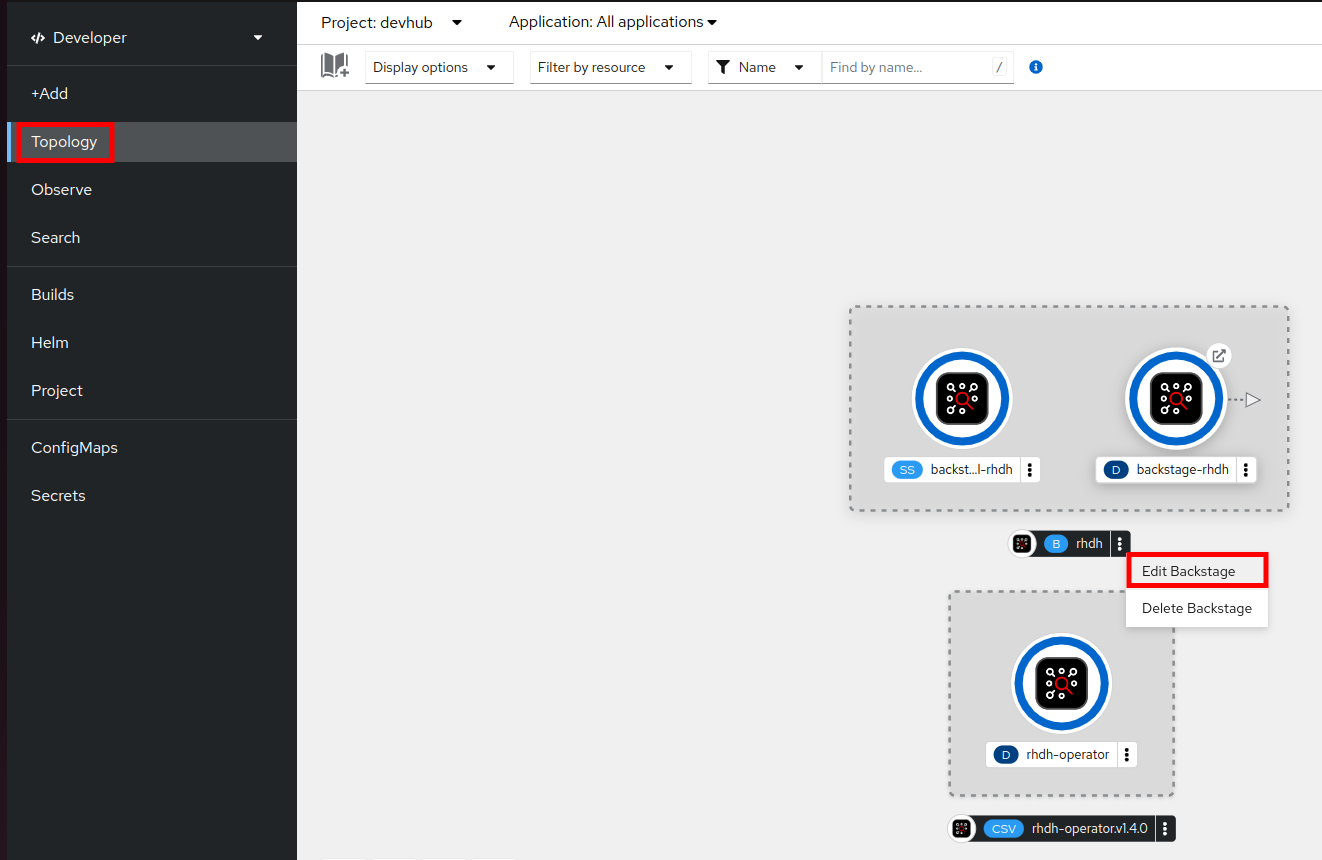 Developer
+Add
Topology
Observe
Search
Builds
Helm
Project
ConfigMaps
Secrets
Project: devhub
Application: All applications
Display options
Filter by resource
Name
Find by name...
/
i
SS backst...l-rhdh
D backstage-rhdh
B rhdh
Edit Backstage
Delete Backstage
D rhdh-operator
CSV rhdh-operator.v1.4.0